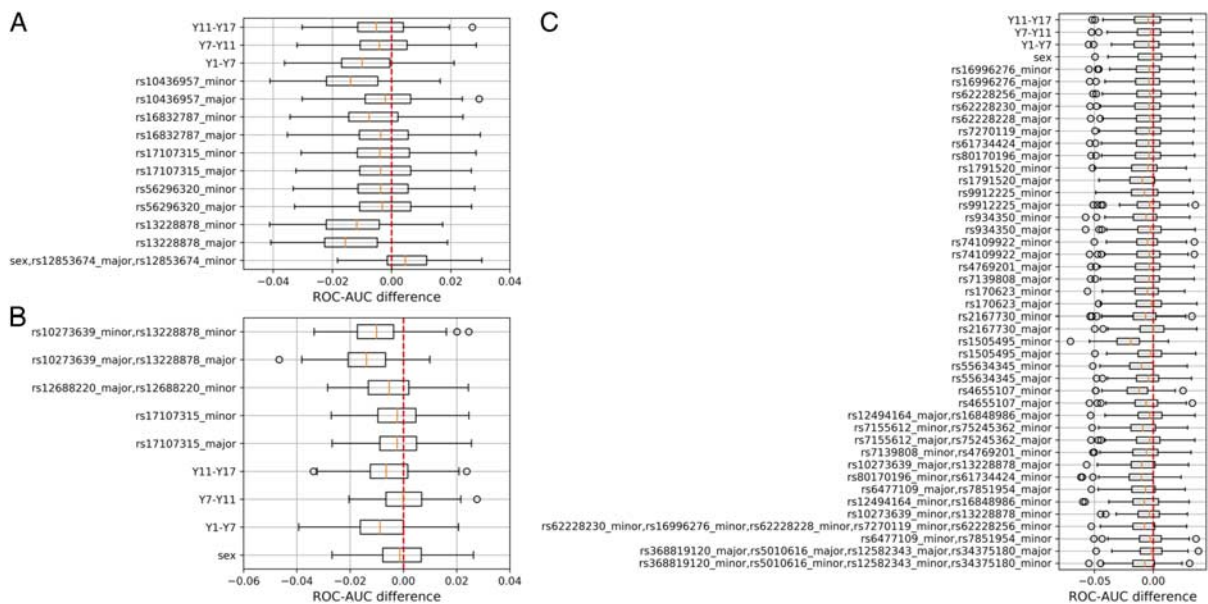 A
Y11-Y17
Y7-Y11
Y1-Y7
rs10436957_minor
rs10436957_major
rs16832787_minor
rs16832787_major
rs17107315_minor
rs17107315_major
rs56296320_minor
rs56296320_major
rs13228878_minor
rs13228878_major
sex,rs12853674_major,rs12853674_minor
−0.04 −0.02 0.00 0.02 0.04
ROC-AUC difference
B
rs10273639_minor,rs13228878_minor
rs10273639_major,rs13228878_major
rs12688220_major,rs12688220_minor
rs17107315_minor
rs17107315_major
Y11-Y17
Y7-Y11
Y1-Y7
sex
−0.06 −0.04 −0.02 0.00 0.02 0.04
ROC-AUC difference
C
Y11-Y17
Y7-Y11
Y1-Y7
sex
rs16996276_minor
rs16996276_major
rs62228256_minor
rs62228230_major
rs62228228_major
rs7270119_major
rs61734424_major
rs80170196_major
rs1791520_minor
rs1791520_major
rs9912225_minor
rs9912225_major
rs934350_minor
rs934350_major
rs74109922_minor
rs74109922_major
rs4769201_major
rs7139808_major
rs170623_minor
rs170623_major
rs2167730_minor
rs2167730_major
rs1505495_minor
rs1505495_major
rs55634345_minor
rs55634345_major
rs4655107_minor
rs4655107_major
rs12494164_major,rs16848986_major
rs7155612_minor,rs75245362_minor
rs7155612_major,rs75245362_major
rs7139808_minor,rs4769201_minor
rs10273639_major,rs13228878_major
rs80170196_minor,rs61734424_minor
rs6477109_major,rs7851954_major
rs12494164_minor,rs16848986_minor
rs10273639_minor,rs13228878_minor
rs62228230_minor,rs16996276_minor,rs62228228_minor,rs7270119_minor,rs62228256_minor
rs6477109_minor,rs7851954_minor
rs368819120_major,rs5010616_major,rs12582343_major,rs34375180_major
rs368819120_minor,rs5010616_minor,rs12582343_minor,rs34375180_minor
−0.05 0.00
ROC-AUC difference